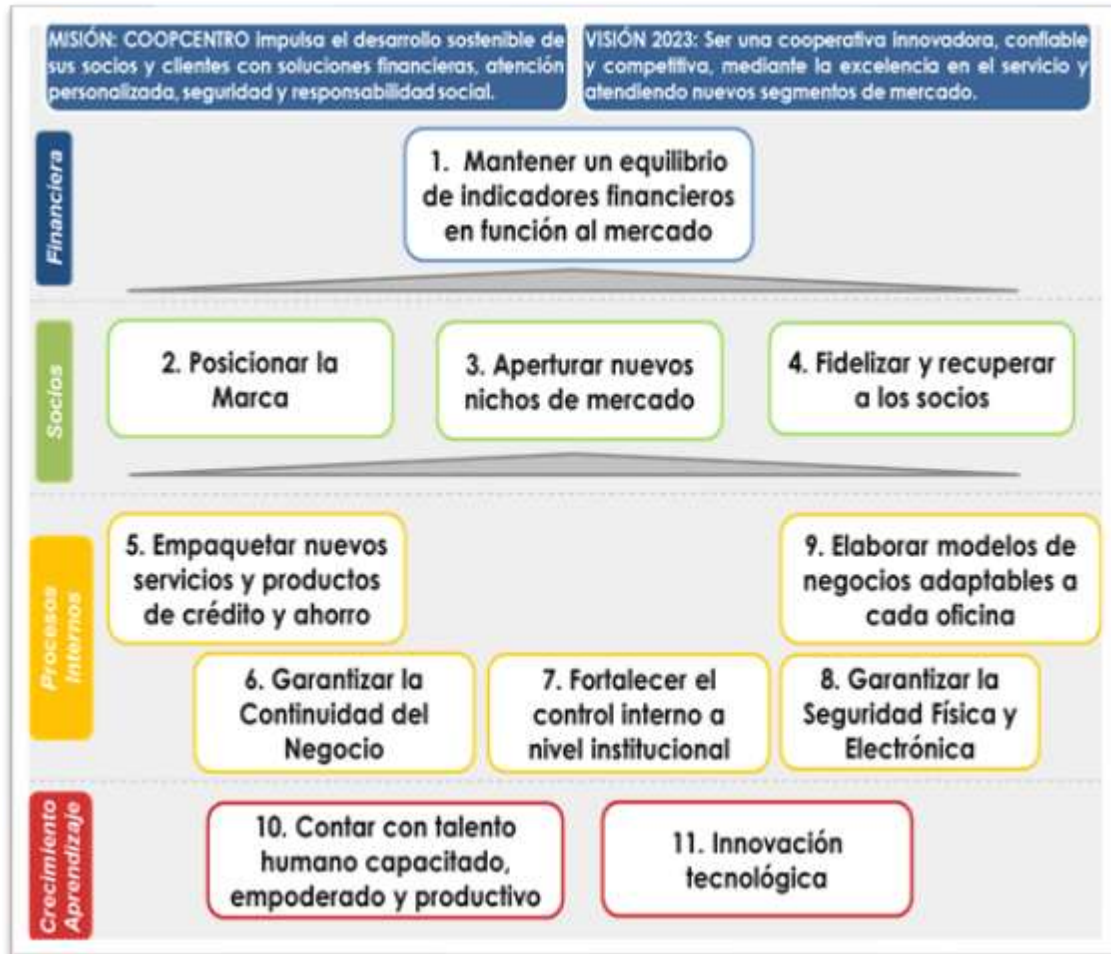 MISIÓN: COOPCENTRO impulsa el desarrollo sostenible de
sus socios y clientes con soluciones financieras, atención
personalizada, seguridad y responsabilidad social.
VISIÓN 2023: Ser una cooperativa innovadora, confiable
y competitiva, mediante la excelencia en el servicio y
atendiendo nuevos segmentos de mercado.
Financiera
1. Mantener un equilibrio
de indicadores financieros
en función al mercado
Socios
2. Posicionar la
Marca
3. Aperturar nuevos
nichos de mercado
4. Fidelizar y recuperar
a los socios
Procesos
Internos
5. Empaquetar nuevos
servicios y productos
de crédito y ahorro
9. Elaborar modelos de
negocios adaptables a
cada oficina
6. Garantizar la
Continuidad del
Negocio
7. Fortalecer el
control interno a
nivel institucional
8. Garantizar la
Seguridad Física y
Electrónica
Crecimiento
Aprendizaje
10. Contar con talento
humano capacitado,
empoderado y productivo
11. Innovación
tecnológica